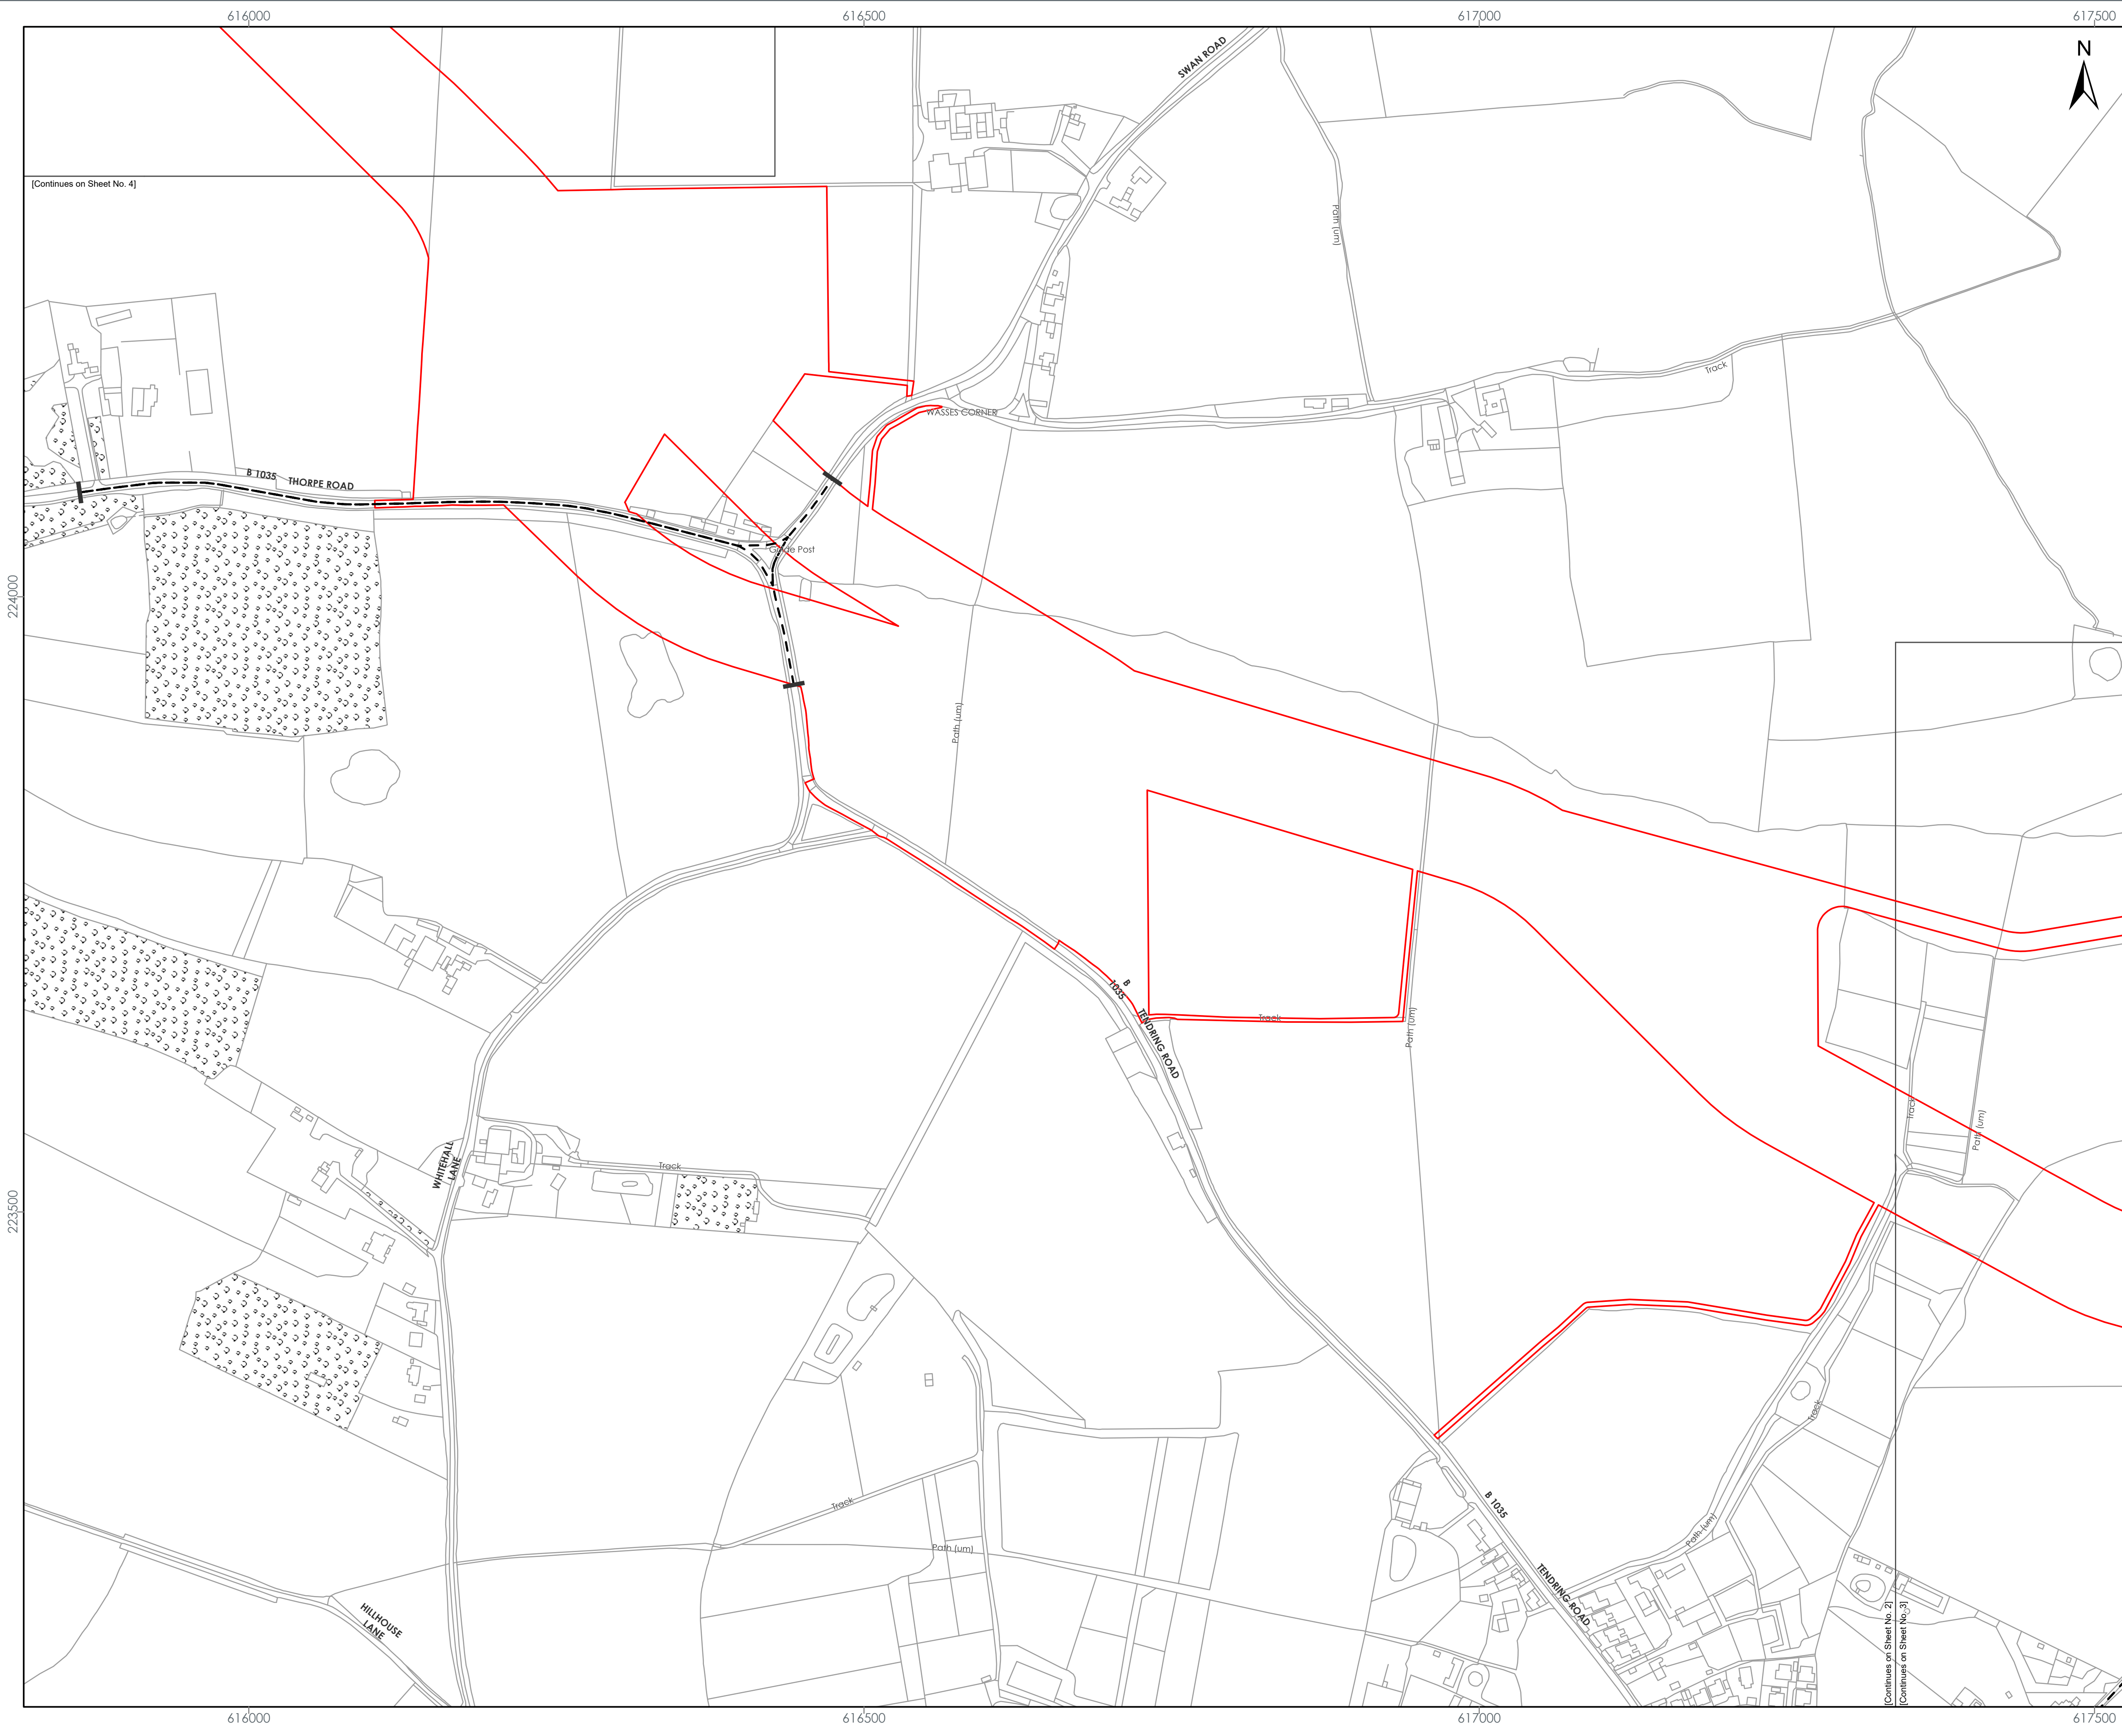 616000
616500
617000
617500
N
SWAN ROAD
[Continues on Sheet No. 4]
Path (um)
Track
WASSES CORNER
B 1035 THORPE ROAD
Guide Post
224000
Path (um)
B
1035
TENDRING ROAD
Track
Path (um)
Track
Path (um)
WHITEHALL
LANE
Track
223500
Track
Track
B 1035
Path (um)
Path (um)
TENDRING ROAD
HILLHOUSE
LANE
[Continues on Sheet No. 2]
[Continues on Sheet No. 3]
616000
616500
617000
617500